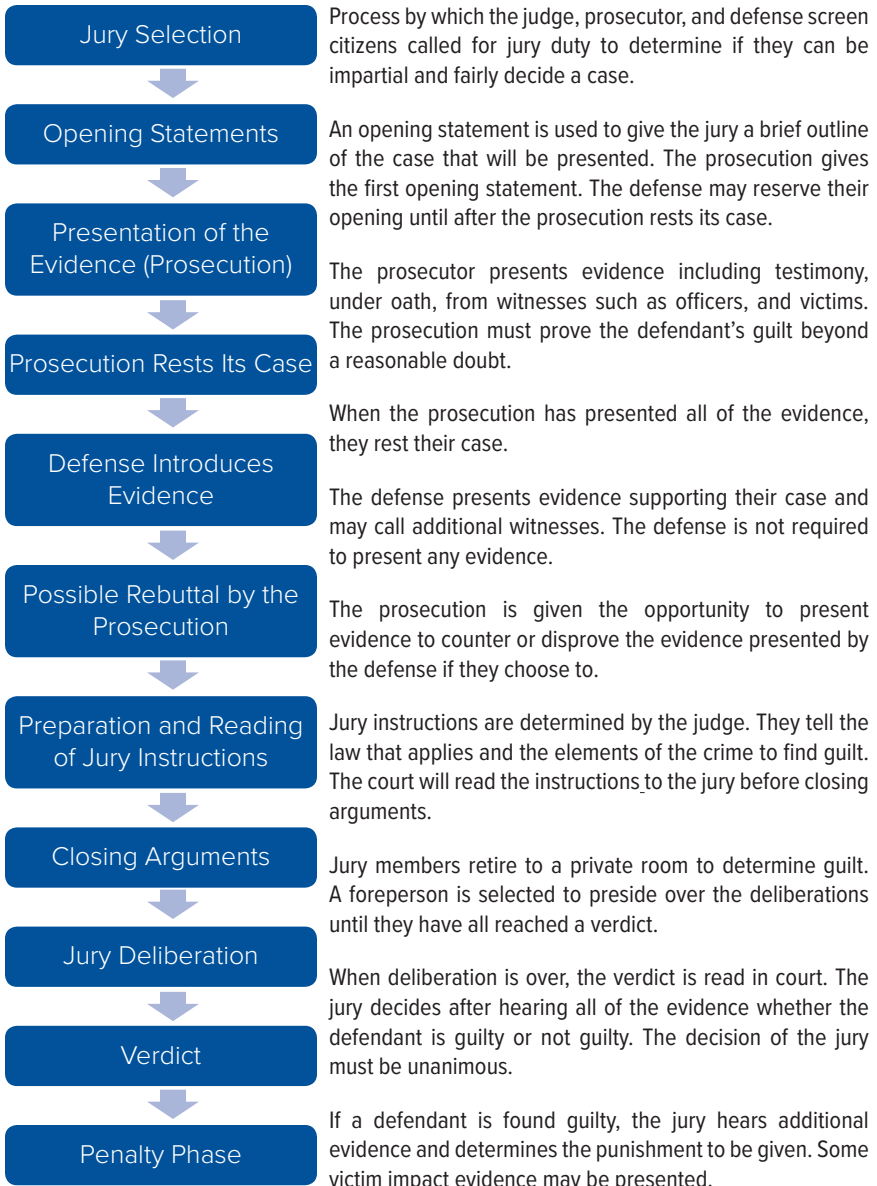 Jury Selection
Process by which the judge, prosecutor, and defense screen
citizens called for jury duty to determine if they can be
impartial and fairly decide a case.
Opening Statements
An opening statement is used to give the jury a brief outline
of the case that will be presented. The prosecution gives
the first opening statement. The defense may reserve their
opening until after the prosecution rests its case.
Presentation of the
Evidence (Prosecution)
The prosecutor presents evidence including testimony,
under oath, from witnesses such as officers, and victims.
The prosecution must prove the defendant’s guilt beyond
a reasonable doubt.
Prosecution Rests Its Case
When the prosecution has presented all of the evidence,
they rest their case.
Defense Introduces
Evidence
The defense presents evidence supporting their case and
may call additional witnesses. The defense is not required
to present any evidence.
Possible Rebuttal by the
Prosecution
The prosecution is given the opportunity to present
evidence to counter or disprove the evidence presented by
the defense if they choose to.
Preparation and Reading
of Jury Instructions
Jury instructions are determined by the judge. They tell the
law that applies and the elements of the crime to find guilt.
The court will read the instructions to the jury before closing
arguments.
Closing Arguments
Jury members retire to a private room to determine guilt.
A foreperson is selected to preside over the deliberations
until they have all reached a verdict.
Jury Deliberation
When deliberation is over, the verdict is read in court. The
jury decides after hearing all of the evidence whether the
defendant is guilty or not guilty. The decision of the jury
must be unanimous.
Verdict
If a defendant is found guilty, the jury hears additional
evidence and determines the punishment to be given. Some
victim impact evidence may be presented.
Penalty Phase